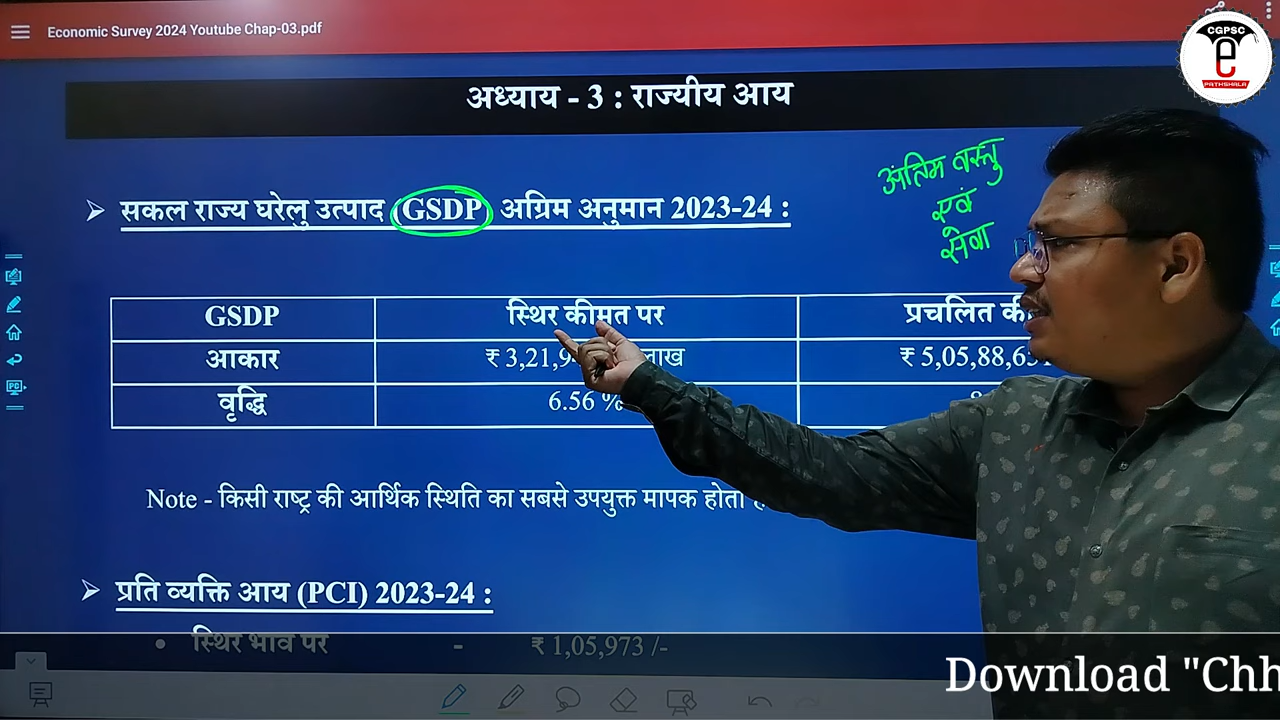 Economic Survey 2024 Youtube Chap-03.pdf
CGPSC
e
PATHSHALA
अध्याय - 3 : राज्यीय आय
अंतिम वस्तु
एवं
सेवा
सकल राज्य घरेलु उत्पाद (GSDP) अग्रिम अनुमान 2023-24 :
GSDP स्थिर कीमत पर प्रचलित
आकार ₹ 3,21,9 लाख ₹ 5,05,88,6
वृद्धि 6.56 % 8
Note - किसी राष्ट्र की आर्थिक स्थिति का सबसे उपयुक्त मापक होता
प्रति व्यक्ति आय (PCI) 2023-24 :
• स्थिर भाव पर - ₹ 1,05,973 /-
Download "Chh